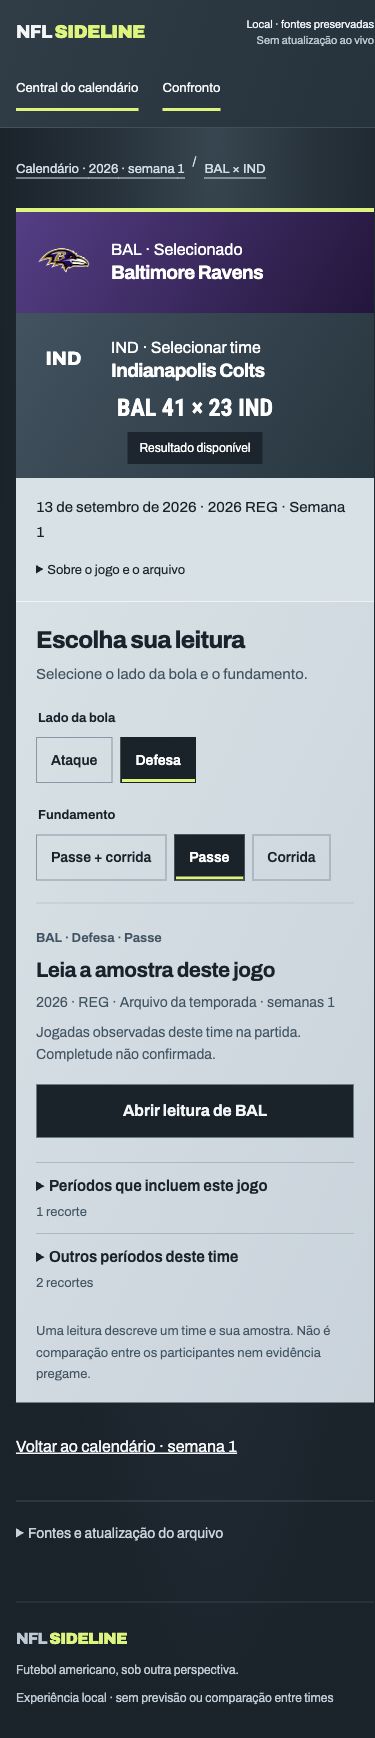 NFL SIDELINE
Local · fontes preservadas
Sem atualização ao vivo
Central do calendário
Confronto
Calendário · 2026 · semana 1 / BAL × IND
BAL · Selecionado
Baltimore Ravens
IND
IND · Selecionar time
Indianapolis Colts
BAL 41 × 23 IND
Resultado disponível
13 de setembro de 2026 · 2026 REG · Semana
1
▶ Sobre o jogo e o arquivo
Escolha sua leitura
Selecione o lado da bola e o fundamento.
Lado da bola
Ataque
Defesa
Fundamento
Passe + corrida
Passe
Corrida
BAL · Defesa · Passe
Leia a amostra deste jogo
2026 · REG · Arquivo da temporada · semanas 1
Jogadas observadas deste time na partida.
Completude não confirmada.
Abrir leitura de BAL
▶ Períodos que incluem este jogo
1 recorte
▶ Outros períodos deste time
2 recortes
Uma leitura descreve um time e sua amostra. Não é
comparação entre os participantes nem evidência
pregame.
Voltar ao calendário · semana 1
▶ Fontes e atualização do arquivo
NFL SIDELINE
Futebol americano, sob outra perspectiva.
Experiência local · sem previsão ou comparação entre times